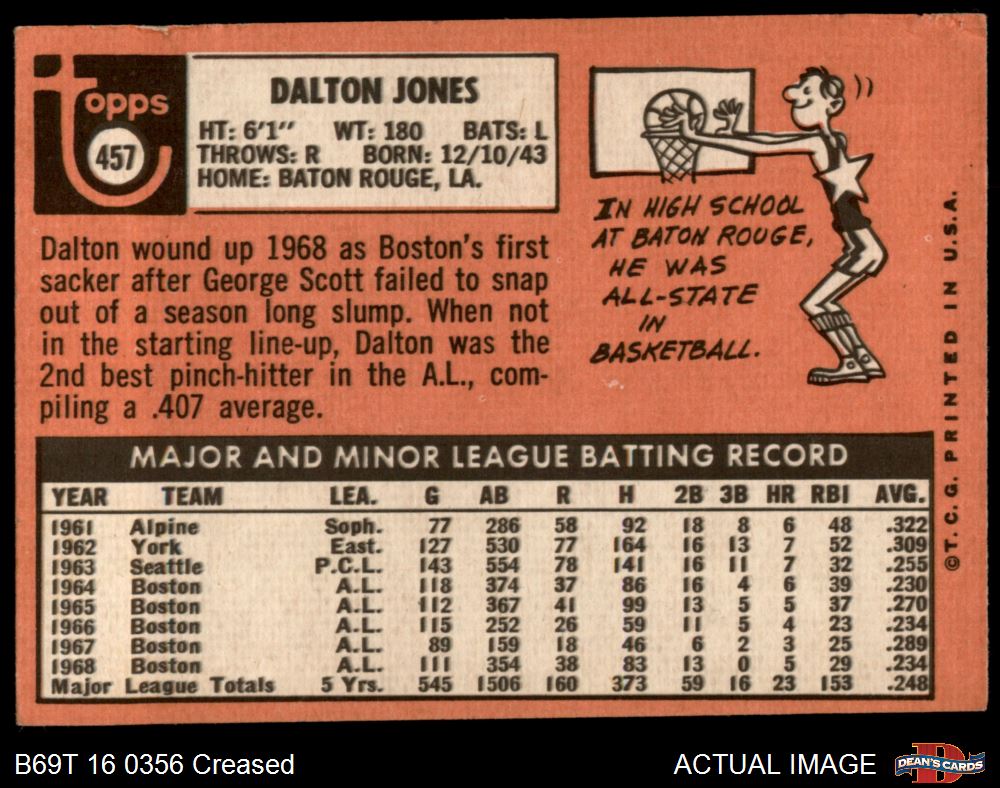 Topps
457
DALTON JONES
HT: 6'1" WT: 180 BATS: L
THROWS: R BORN: 12/10/43
HOME: BATON ROUGE, LA.
Dalton wound up 1968 as Boston's first
sacker after George Scott failed to snap
out of a season long slump. When not
in the starting line-up, Dalton was the
2nd best pinch-hitter in the A.L., com-
piling a .407 average.
IN HIGH SCHOOL
AT BATON ROUGE,
HE WAS
ALL-STATE
IN
BASKETBALL.
©T. C. G. PRINTED IN U.S.A.
MAJOR AND MINOR LEAGUE BATTING RECORD
YEAR TEAM LEA. G AB R H 2B 3B HR RBI AVG.
1961 Alpine Soph. 77 286 58 92 18 8 6 48 .322
1962 York East. 127 530 77 164 16 13 7 52 .309
1963 Seattle P.C.L. 143 554 78 141 16 11 7 32 .255
1964 Boston A.L. 118 374 37 86 16 4 6 39 .230
1965 Boston A.L. 112 367 41 99 13 5 5 37 .270
1966 Boston A.L. 115 252 26 59 11 5 4 23 .234
1967 Boston A.L. 89 159 18 46 6 2 3 25 .289
1968 Boston A.L. 111 354 38 83 13 0 5 29 .234
Major League Totals 5 Yrs. 545 1506 160 373 59 16 23 153 .248
B69T 16 0356 Creased
ACTUAL IMAGE
DEAN'S CARDS